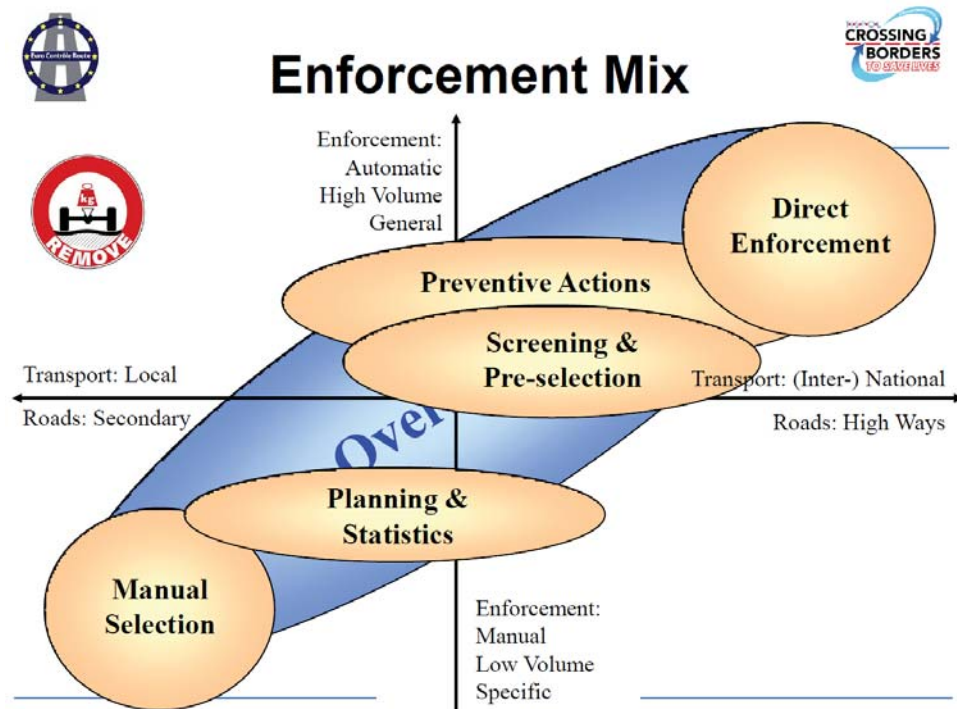 Euro Contrôle Route
CROSSING
BORDERS
TO SAVE LIVES
Enforcement Mix
Enforcement:
Automatic
High Volume
General
kg
REMOVE
Direct
Enforcement
Preventive Actions
Screening &
Pre-selection
Transport: Local
Transport: (Inter-) National
Roads: Secondary
Roads: High Ways
Over
Planning &
Statistics
Manual
Selection
Enforcement:
Manual
Low Volume
Specific